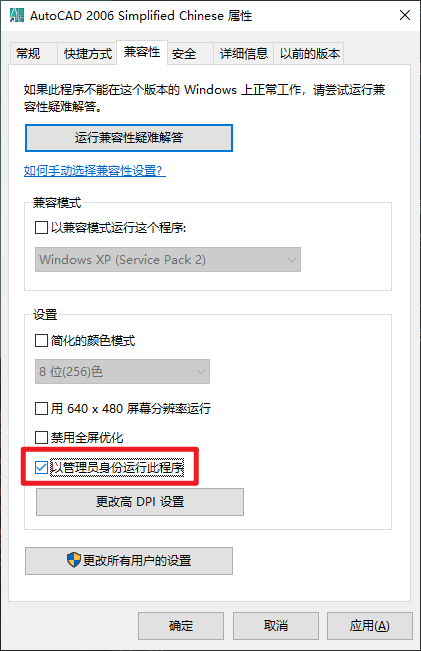 AutoCAD 2006 Simplified Chinese 属性
常规 快捷方式 兼容性 安全 详细信息 以前的版本
如果此程序不能在这个版本的 Windows 上正常工作，请尝试运行兼
容性疑难解答。
运行兼容性疑难解答
如何手动选择兼容性设置？
兼容模式
以兼容模式运行这个程序:
Windows XP (Service Pack 2)
设置
简化的颜色模式
8 位(256)色
用 640 x 480 屏幕分辨率运行
禁用全屏优化
以管理员身份运行此程序
更改高 DPI 设置
更改所有用户的设置
确定 取消 应用(A)